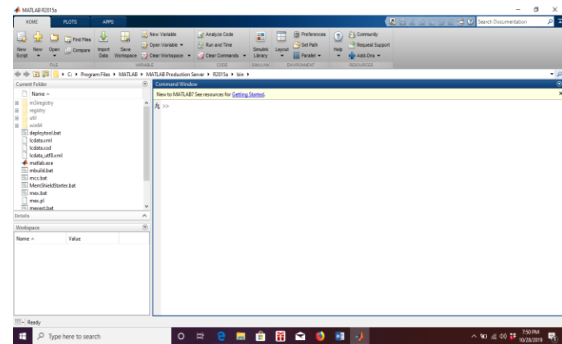 MATLAB R2015a
HOME PLOTS APPS
Search Documentation
New Script
New
Open
Find Files
Compare
Import Data
Save Workspace
New Variable
Open Variable
Clear Workspace
Analyze Code
Run and Time
Clear Commands
Simulink Library
Layout
Preferences
Set Path
Parallel
Help
Community
Request Support
Add-Ons
FILE VARIABLE CODE SIMULINK ENVIRONMENT RESOURCES
C: Program Files MATLAB MATLAB Production Server R2015a bin
Current Folder
Name
m3iregistry
registry
util
win64
deploytool.bat
lcdata.xml
lcdata.xsd
lcdata_utf8.xml
matlab.exe
mbuild.bat
mcc.bat
MemShieldStarter.bat
mex.bat
mex.pl
mexext.bat
Details
Workspace
Name Value
Command Window
New to MATLAB? See resources for Getting Started.
fx >>
Ready
Type here to search
7:50 PM
10/28/2019